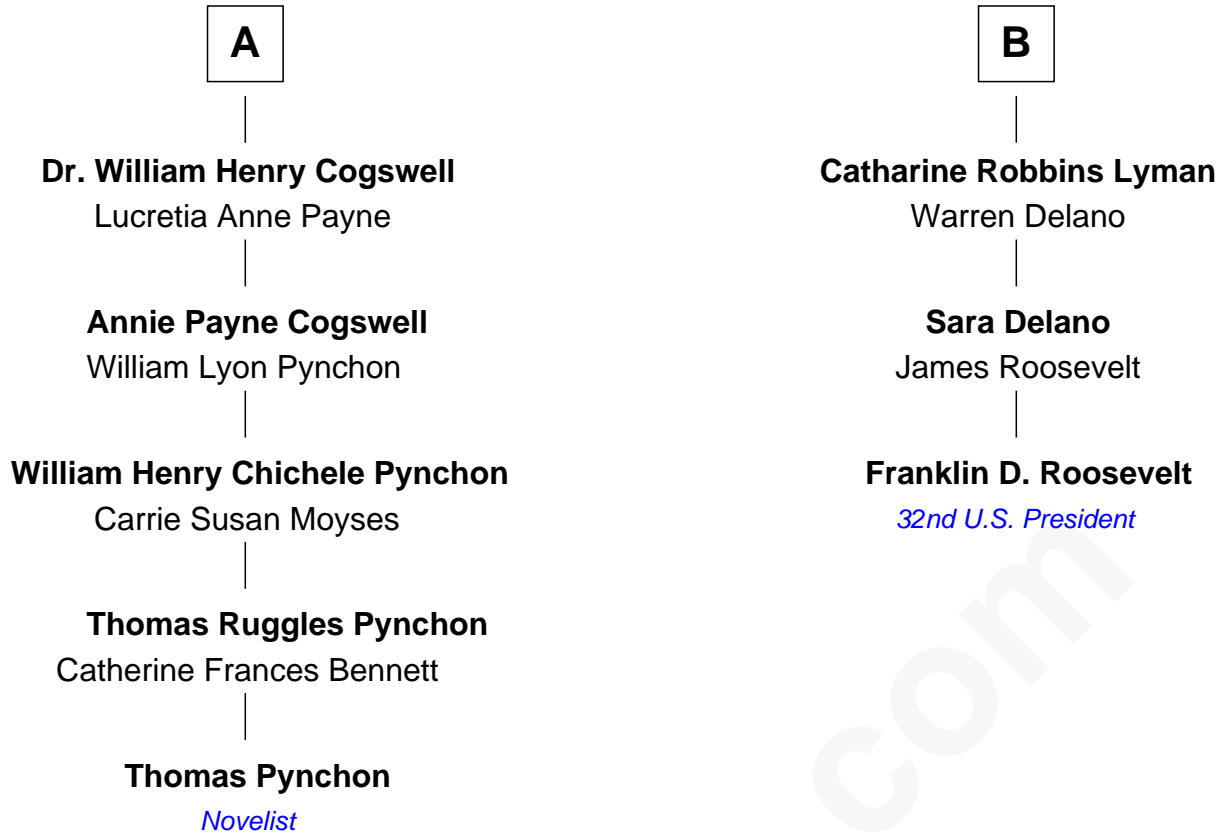 A
Dr. William Henry Cogswell
Lucretia Anne Payne
Annie Payne Cogswell
William Lyon Pynchon
William Henry Chichele Pynchon
Carrie Susan Moyses
Thomas Ruggles Pynchon
Catherine Frances Bennett
Thomas Pynchon
Novelist
B
Catharine Robbins Lyman
Warren Delano
Sara Delano
James Roosevelt
Franklin D. Roosevelt
32nd U.S. President
com